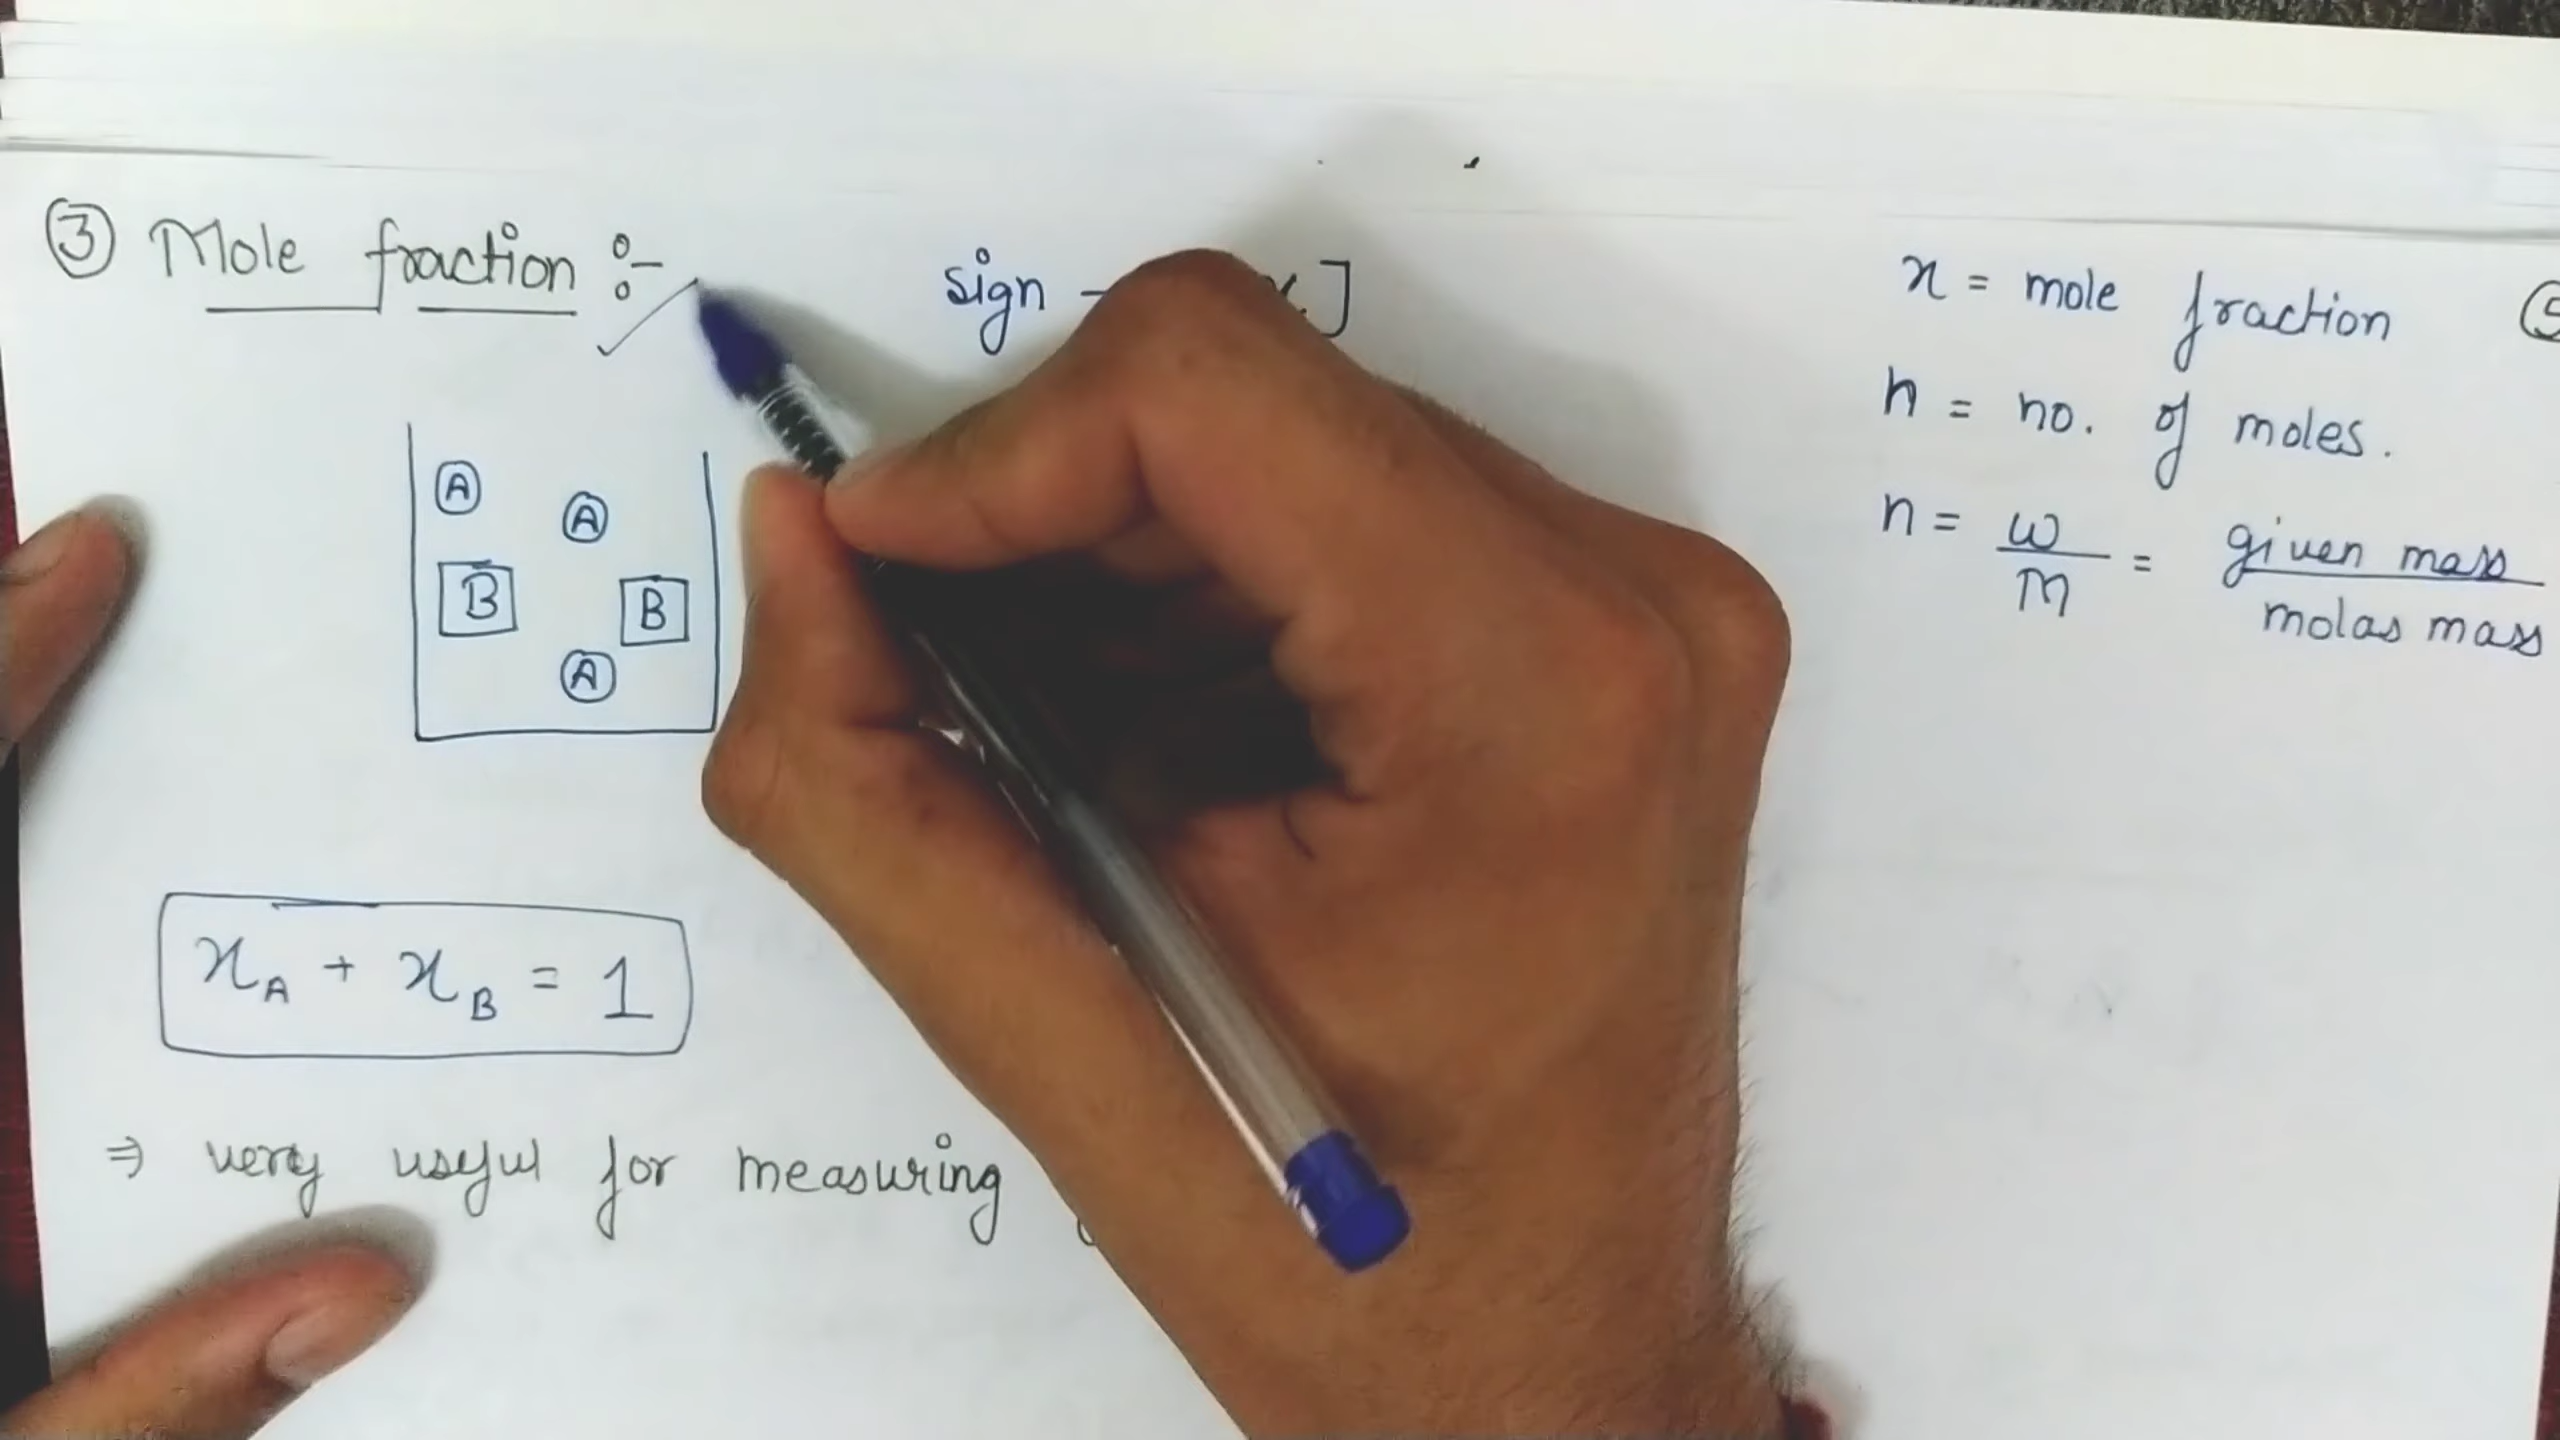 ③ Mole fraction :-
sign - x]
A
A
B
B
A
xA + xB = 1
⇒ very useful for measuring
x = mole fraction
n = no. of moles.
n = w/M = given mass/molas mass